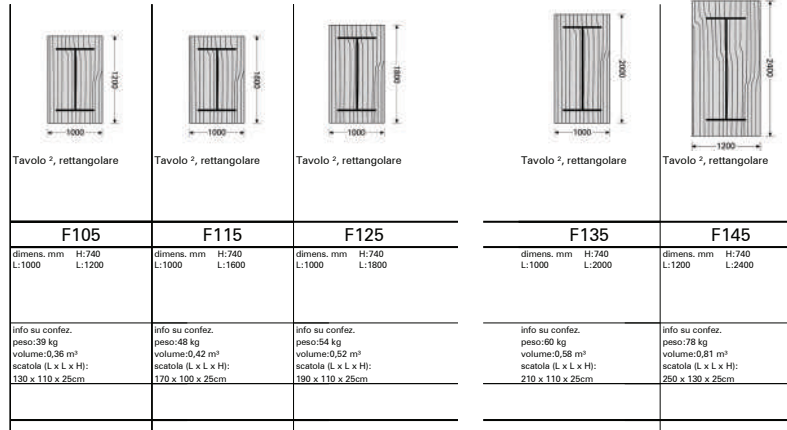 1200
1000
Tavolo ², rettangolare
1600
1000
Tavolo ², rettangolare
1800
1000
Tavolo ², rettangolare
2000
1000
Tavolo ², rettangolare
2400
1200
Tavolo ², rettangolare
F105
F115
F125
F135
F145
dimens. mm H:740
L:1000 L:1200
dimens. mm H:740
L:1000 L:1600
dimens. mm H:740
L:1000 L:1800
dimens. mm H:740
L:1000 L:2000
dimens. mm H:740
L:1200 L:2400
info su confez.
peso:39 kg
volume:0,36 m³
scatola (L x L x H):
130 x 110 x 25cm
info su confez.
peso:48 kg
volume:0,42 m³
scatola (L x L x H):
170 x 100 x 25cm
info su confez.
peso:54 kg
volume:0,52 m³
scatola (L x L x H):
190 x 110 x 25cm
info su confez.
peso:60 kg
volume:0,58 m³
scatola (L x L x H):
210 x 110 x 25cm
info su confez.
peso:78 kg
volume:0,81 m³
scatola (L x L x H):
250 x 130 x 25cm